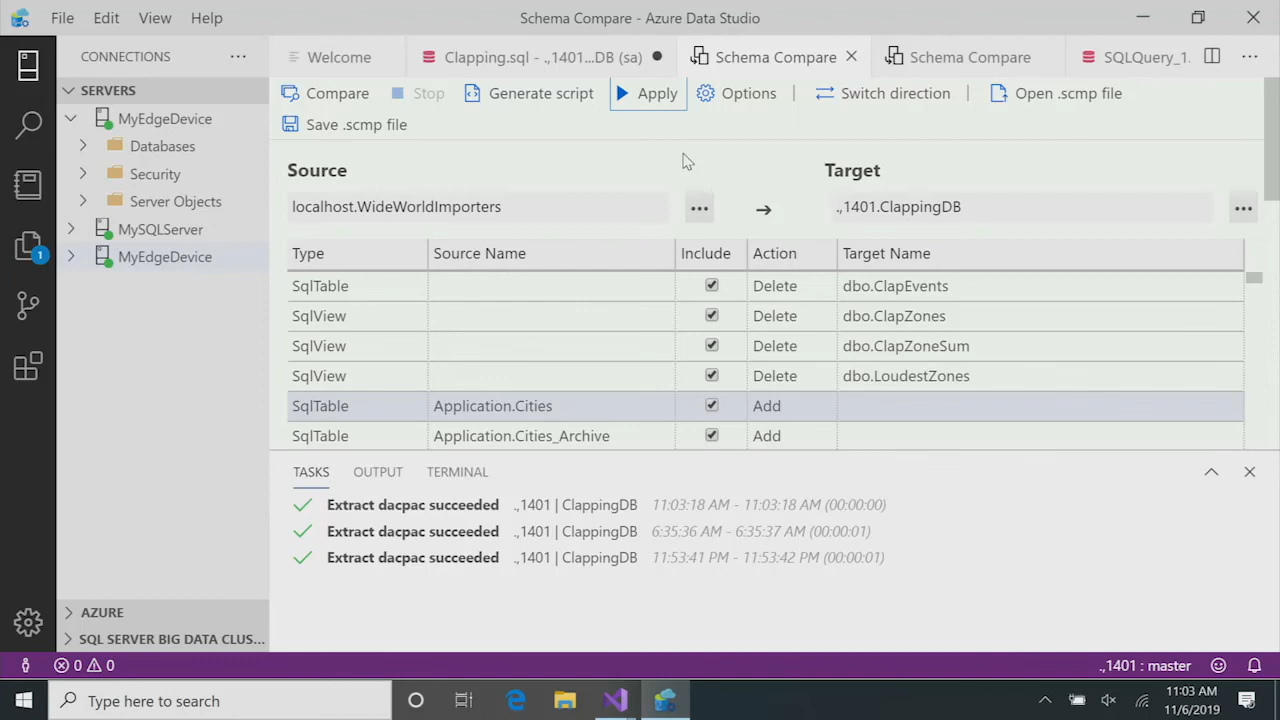 File Edit View Help Schema Compare - Azure Data Studio
CONNECTIONS
Welcome
Clapping.sql - .,1401...DB (sa)
Schema Compare
Schema Compare
SQLQuery_1.
SERVERS
MyEdgeDevice
Databases
Security
Server Objects
MySQLServer
MyEdgeDevice
1
Compare Stop Generate script Apply Options Switch direction Open .scmp file
Save .scmp file
Source Target
localhost.WideWorldImporters ... → .,1401.ClappingDB ...
Type Source Name Include Action Target Name
SqlTable Delete dbo.ClapEvents
SqlView Delete dbo.ClapZones
SqlView Delete dbo.ClapZoneSum
SqlView Delete dbo.LoudestZones
SqlTable Application.Cities Add
SqlTable Application.Cities_Archive Add
TASKS OUTPUT TERMINAL
Extract dacpac succeeded .,1401 | ClappingDB 11:03:18 AM - 11:03:18 AM (00:00:00)
Extract dacpac succeeded .,1401 | ClappingDB 6:35:36 AM - 6:35:37 AM (00:00:01)
Extract dacpac succeeded .,1401 | ClappingDB 11:53:41 PM - 11:53:42 PM (00:00:01)
AZURE
SQL SERVER BIG DATA CLUS...
0 0 .,1401 : master
Type here to search
11:03 AM
11/6/2019